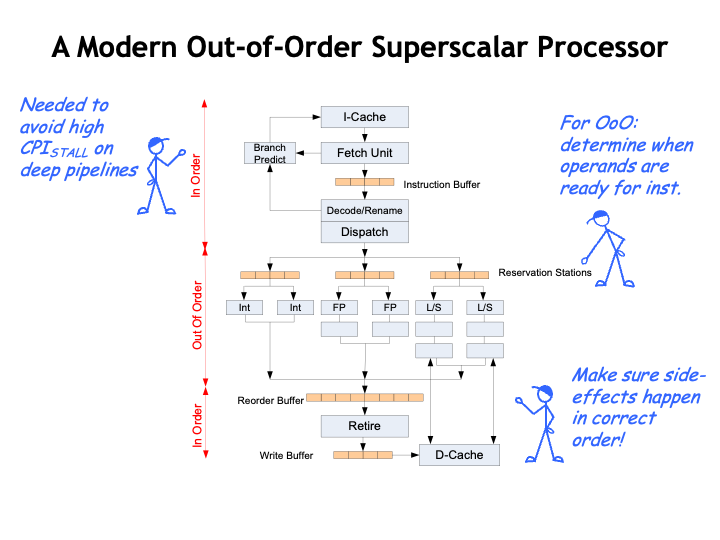 A Modern Out-of-Order Superscalar Processor
Needed to
avoid high
CPISTALL on
deep pipelines
For OoO:
determine when
operands are
ready for inst.
In Order
I-Cache
Branch
Predict
Fetch Unit
Instruction Buffer
Decode/Rename
Dispatch
Out Of Order
Reservation Stations
Int
Int
FP
FP
L/S
L/S
In Order
Reorder Buffer
Retire
Write Buffer
D-Cache
Make sure side-
effects happen
in correct
order!